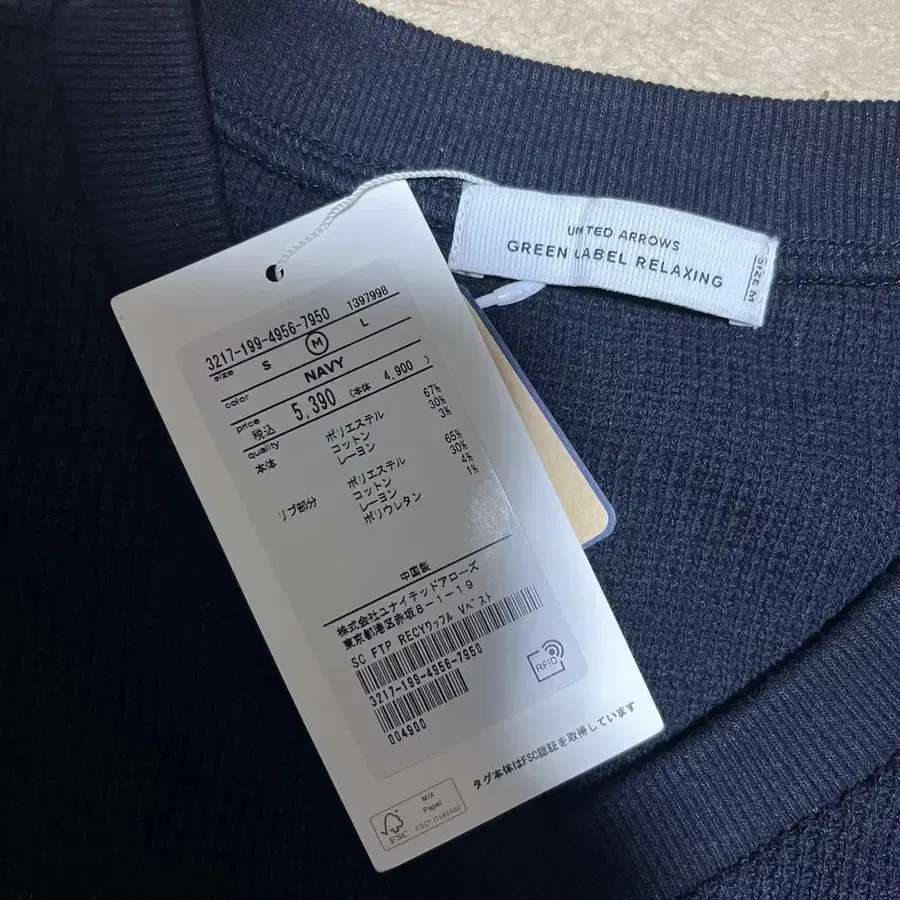 UNITED ARROWS
GREEN LABEL RELAXING
SIZE M
3217-199-4956-7950 1397998
size S M L
color NAVY
price 税込 5,390 (本体 4,900 )
quality
本体 ポリエステル 67%
コットン 30%
レーヨン 3%
リブ部分 ポリエステル 65%
コットン 30%
レーヨン 4%
ポリウレタン 1%
中国製
株式会社ユナイテッドアローズ
東京都港区赤坂8-1-19
SC FTP RECYワッフル Vベスト
3217-199-4956-7950
004900
RFID
タグ本体はFSC認証を取得しています
FSC
MIX
Paper